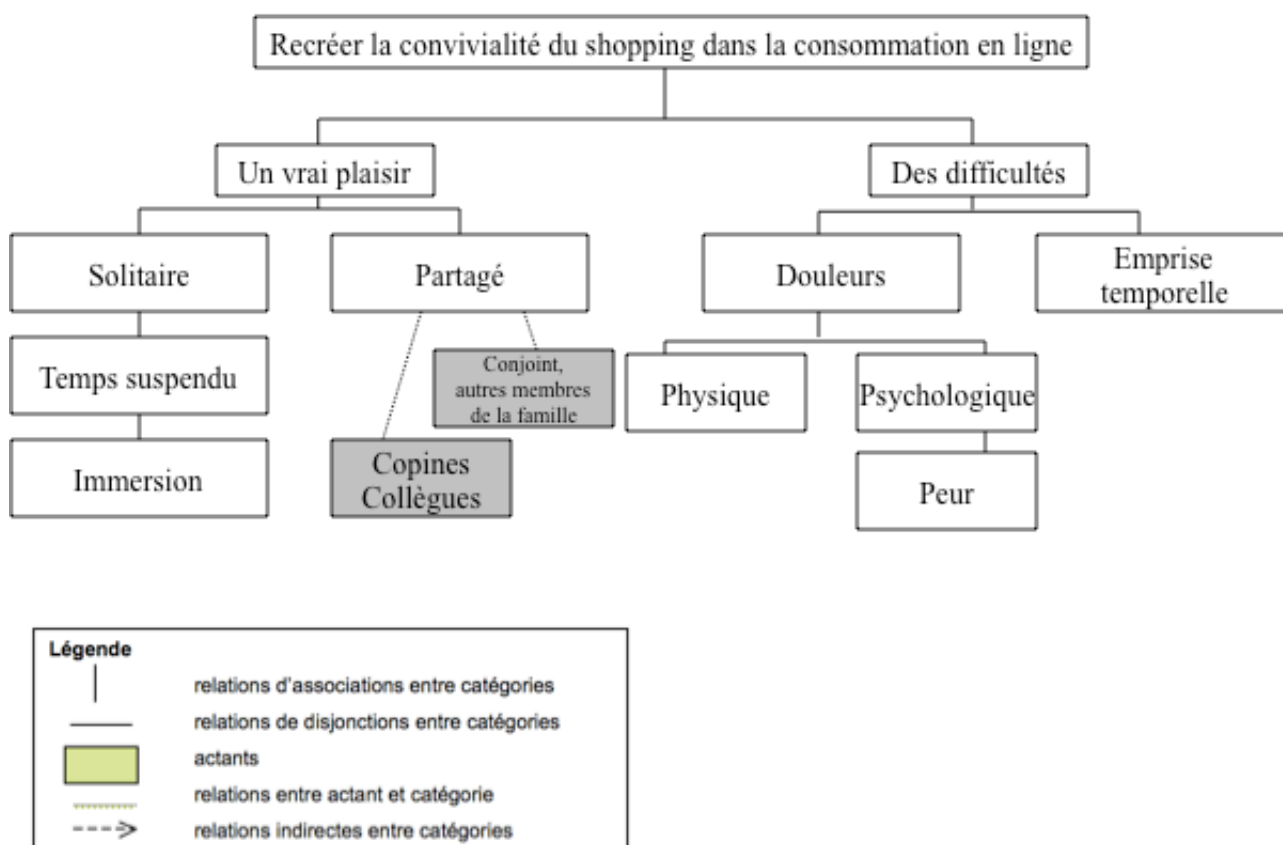 Recréer la convivialité du shopping dans la consommation en ligne
Un vrai plaisir
Des difficultés
Solitaire
Partagé
Douleurs
Emprise
temporelle
Temps suspendu
Conjoint,
autres membres
de la famille
Physique
Psychologique
Immersion
Copines
Collègues
Peur
Légende
relations d'associations entre catégories
relations de disjonctions entre catégories
actants
relations entre actant et catégorie
relations indirectes entre catégories